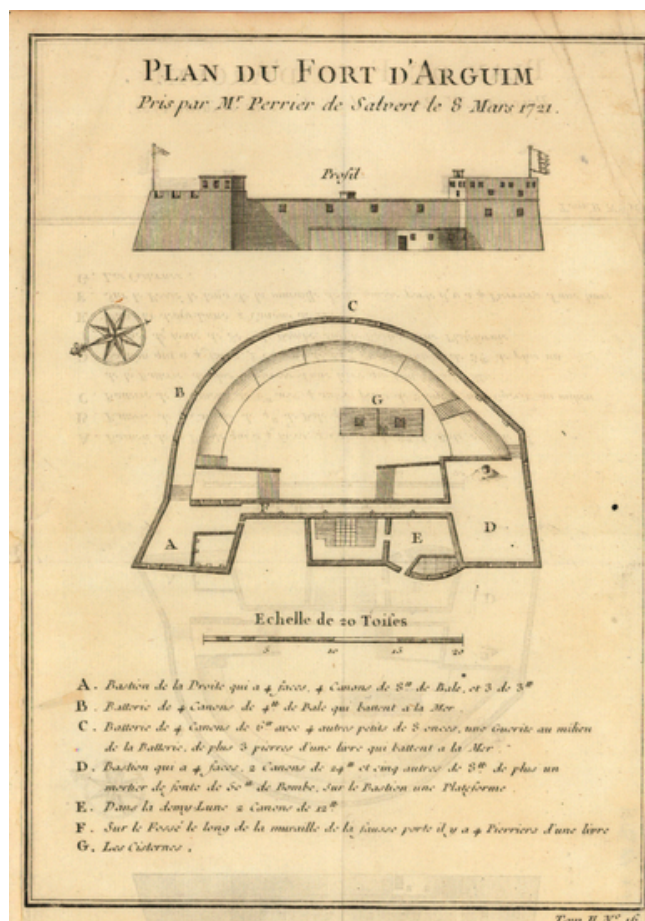 PLAN DU FORT D'ARGUIM
Pris par Mr. Perrier de Salvert le 8 Mars 1721.
Profil
C
B
G
F
A
E
D
Echelle de 20 Toises
5 10 15 20
A. Bastion de la Droite qui a 4 faces, 4 Canons de 8tt de Bale, et 3 de 3tt
B. Batterie de 4 Canons de 4tt de Bale qui battent a la Mer.
C. Batterie de 4 Canons de 6tt avec 4 autres petits de 8 onces, une Guerite au milieu
de la Batterie, de plus 3 pierres d'une livre qui battent a la Mer.
D. Bastion qui a 4 faces, 2 Canons de 24tt et cinq autres de 8tt de plus un
mortier de fonte de 50tt de Bombe, sur le Bastion une Plateforme
E. Dans la demy Lune 2 Canons de 12tt
F. Sur le Fossé le long de la muraille de la fausse porte il y a 4 Pierriers d'une livre
G. Les Cisternes.
Tom. II. No. 16.